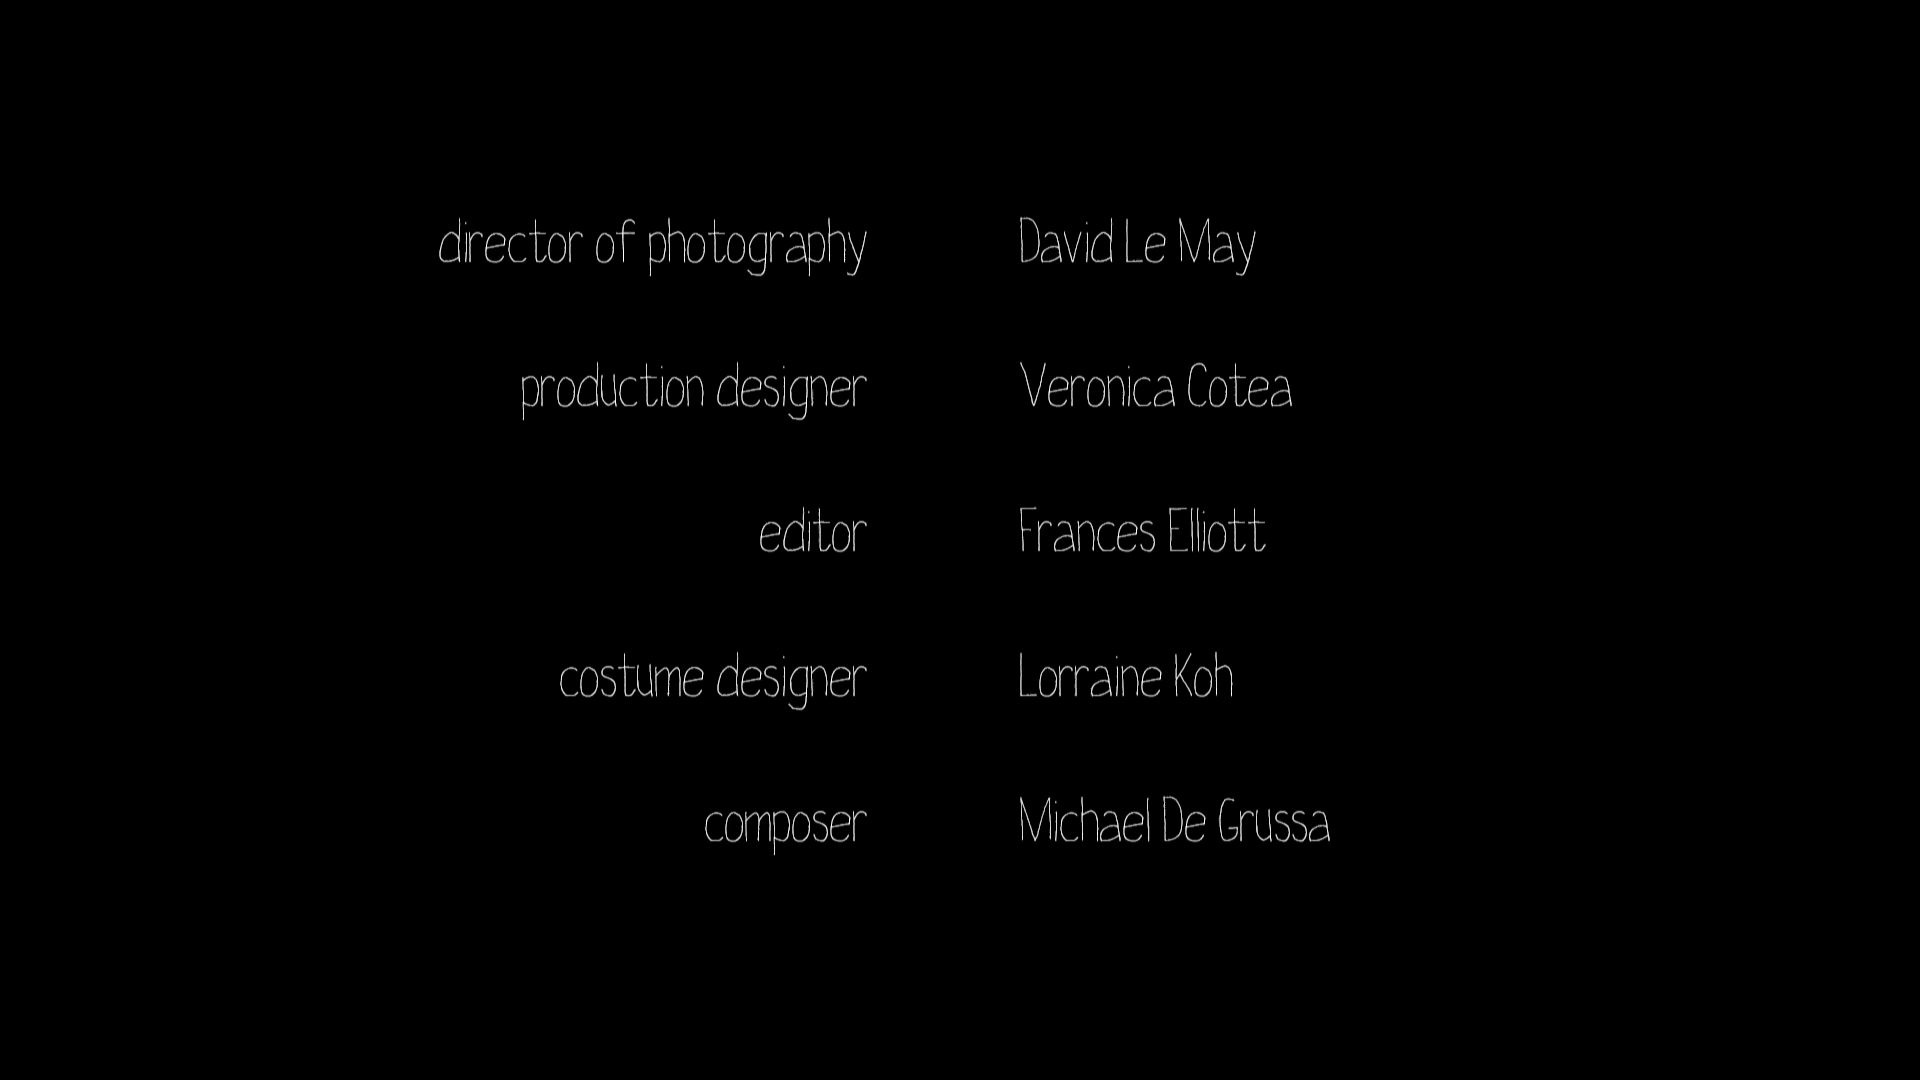 director of photography David Le May
production designer Veronica Cotea
editor Frances Elliott
costume designer Lorraine Koh
composer Michael De Grussa